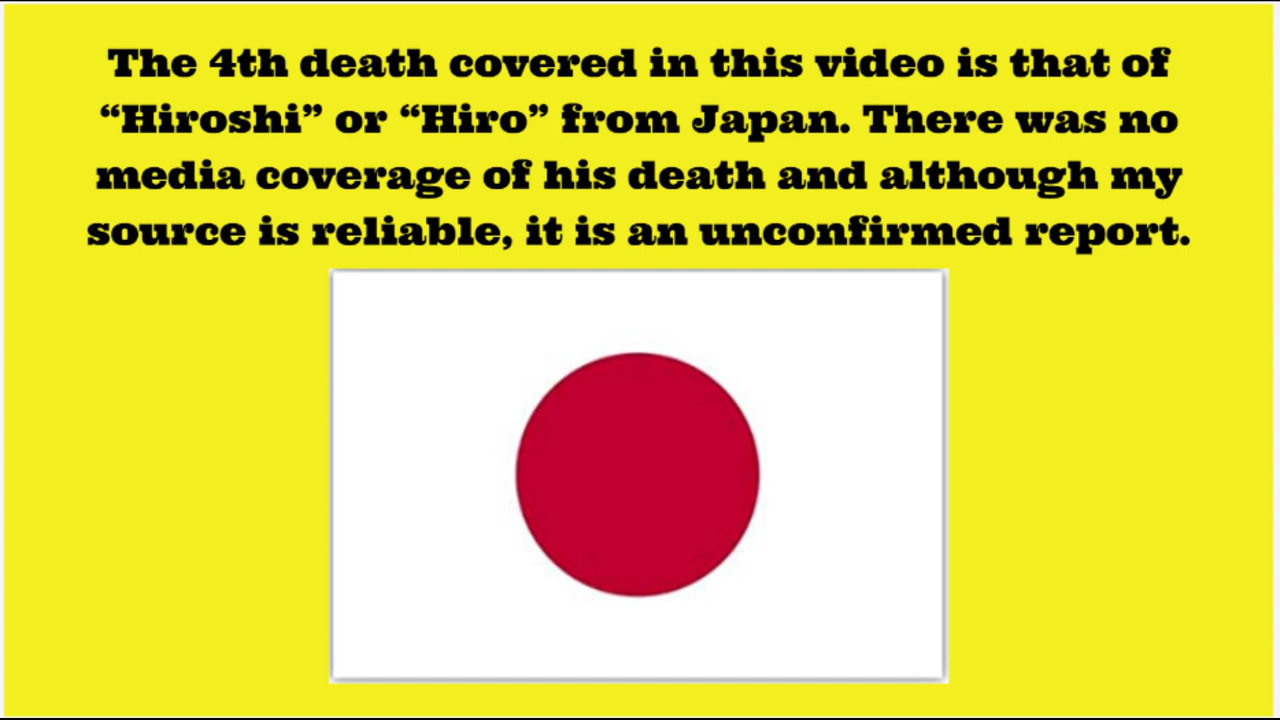 The 4th death covered in this video is that of
“Hiroshi” or “Hiro” from Japan. There was no
media coverage of his death and although my
source is reliable, it is an unconfirmed report.